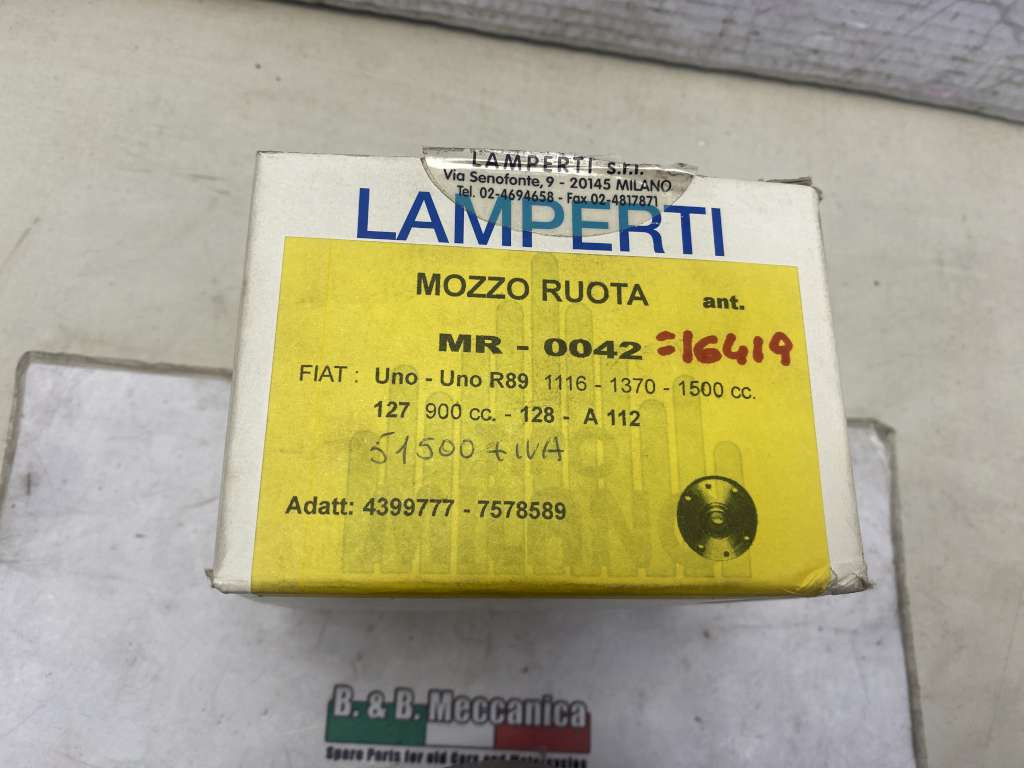 LAMPERTI s.r.l.
Via Senofonte, 9 - 20145 MILANO
Tel. 02-4694658 - Fax 02-4817871
LAMPERTI
MOZZO RUOTA ant.
MR - 0042 =16419
FIAT : Uno - Uno R89 1116 - 1370 - 1500 cc.
127 900 cc. - 128 - A 112
51500 + IVA
Adatt: 4399777 - 7578589
B. & B. Meccanica
Spare Parts for old Cars and Motorcycles